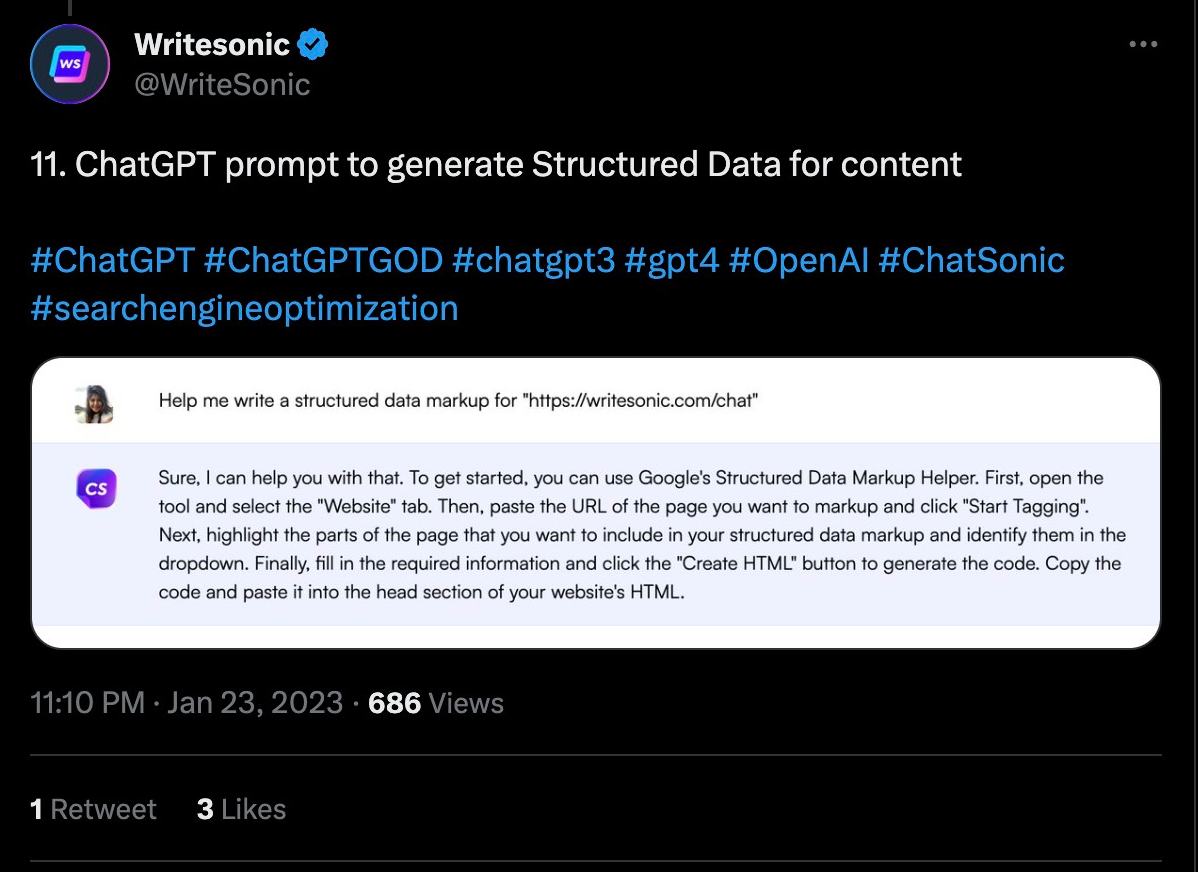 Writesonic
@WriteSonic
11. ChatGPT prompt to generate Structured Data for content
#ChatGPT #ChatGPTGOD #chatgpt3 #gpt4 #OpenAI #ChatSonic
#searchengineoptimization
Help me write a structured data markup for "https://writesonic.com/chat"
Sure, I can help you with that. To get started, you can use Google's Structured Data Markup Helper. First, open the
tool and select the "Website" tab. Then, paste the URL of the page you want to markup and click "Start Tagging".
Next, highlight the parts of the page that you want to include in your structured data markup and identify them in the
dropdown. Finally, fill in the required information and click the "Create HTML" button to generate the code. Copy the
code and paste it into the head section of your website's HTML.
11:10 PM · Jan 23, 2023 · 686 Views
1 Retweet 3 Likes
WS
CS